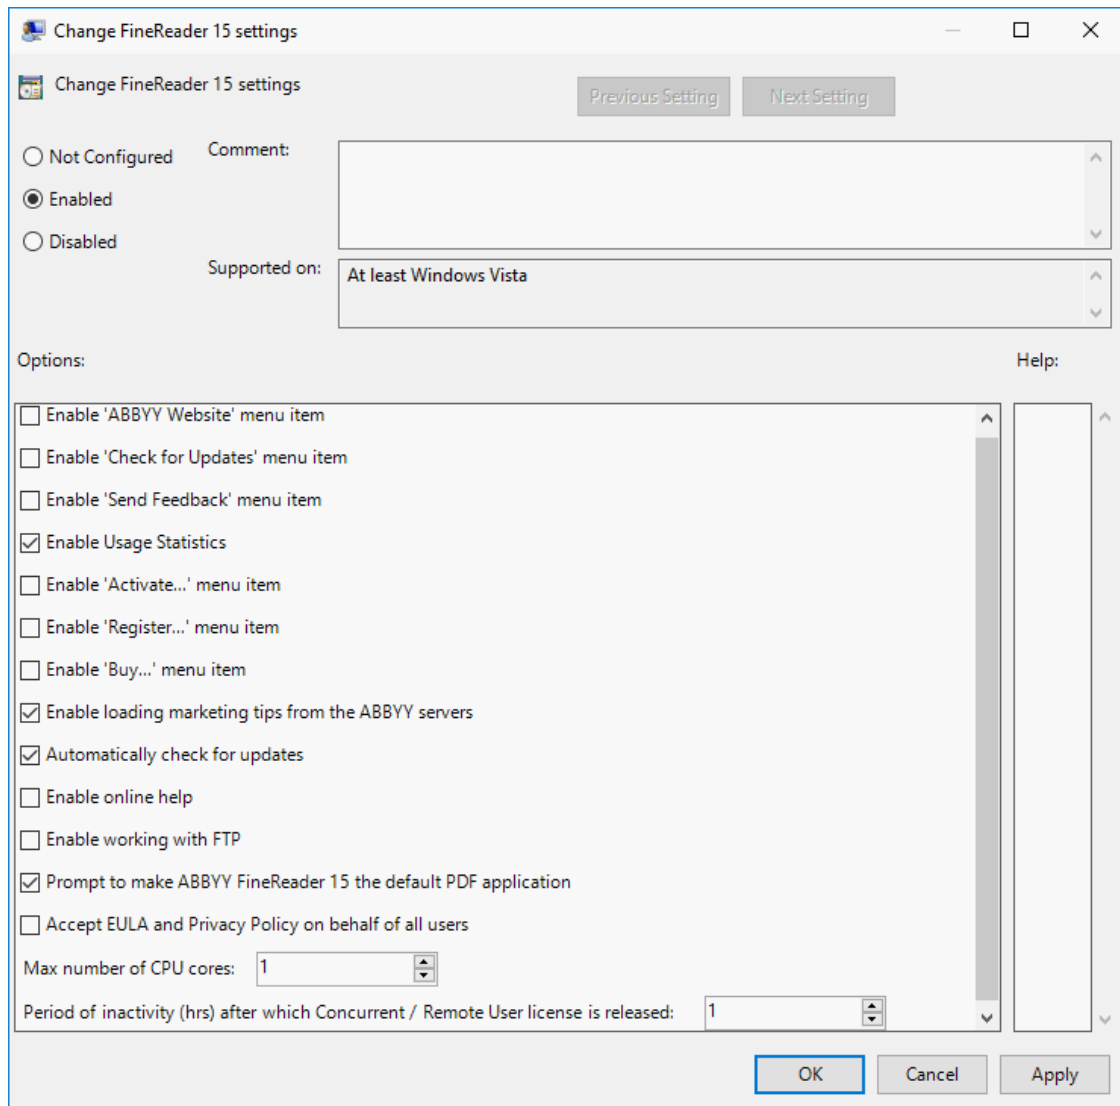 Change FineReader 15 settings
Change FineReader 15 settings
Previous Setting Next Setting
Not Configured
Comment:
Enabled
Disabled
Supported on:
At least Windows Vista
Options:
Help:
Enable 'ABBYY Website' menu item
Enable 'Check for Updates' menu item
Enable 'Send Feedback' menu item
Enable Usage Statistics
Enable 'Activate...' menu item
Enable 'Register...' menu item
Enable 'Buy...' menu item
Enable loading marketing tips from the ABBYY servers
Automatically check for updates
Enable online help
Enable working with FTP
Prompt to make ABBYY FineReader 15 the default PDF application
Accept EULA and Privacy Policy on behalf of all users
Max number of CPU cores: 1
Period of inactivity (hrs) after which Concurrent / Remote User license is released: 1
OK Cancel Apply